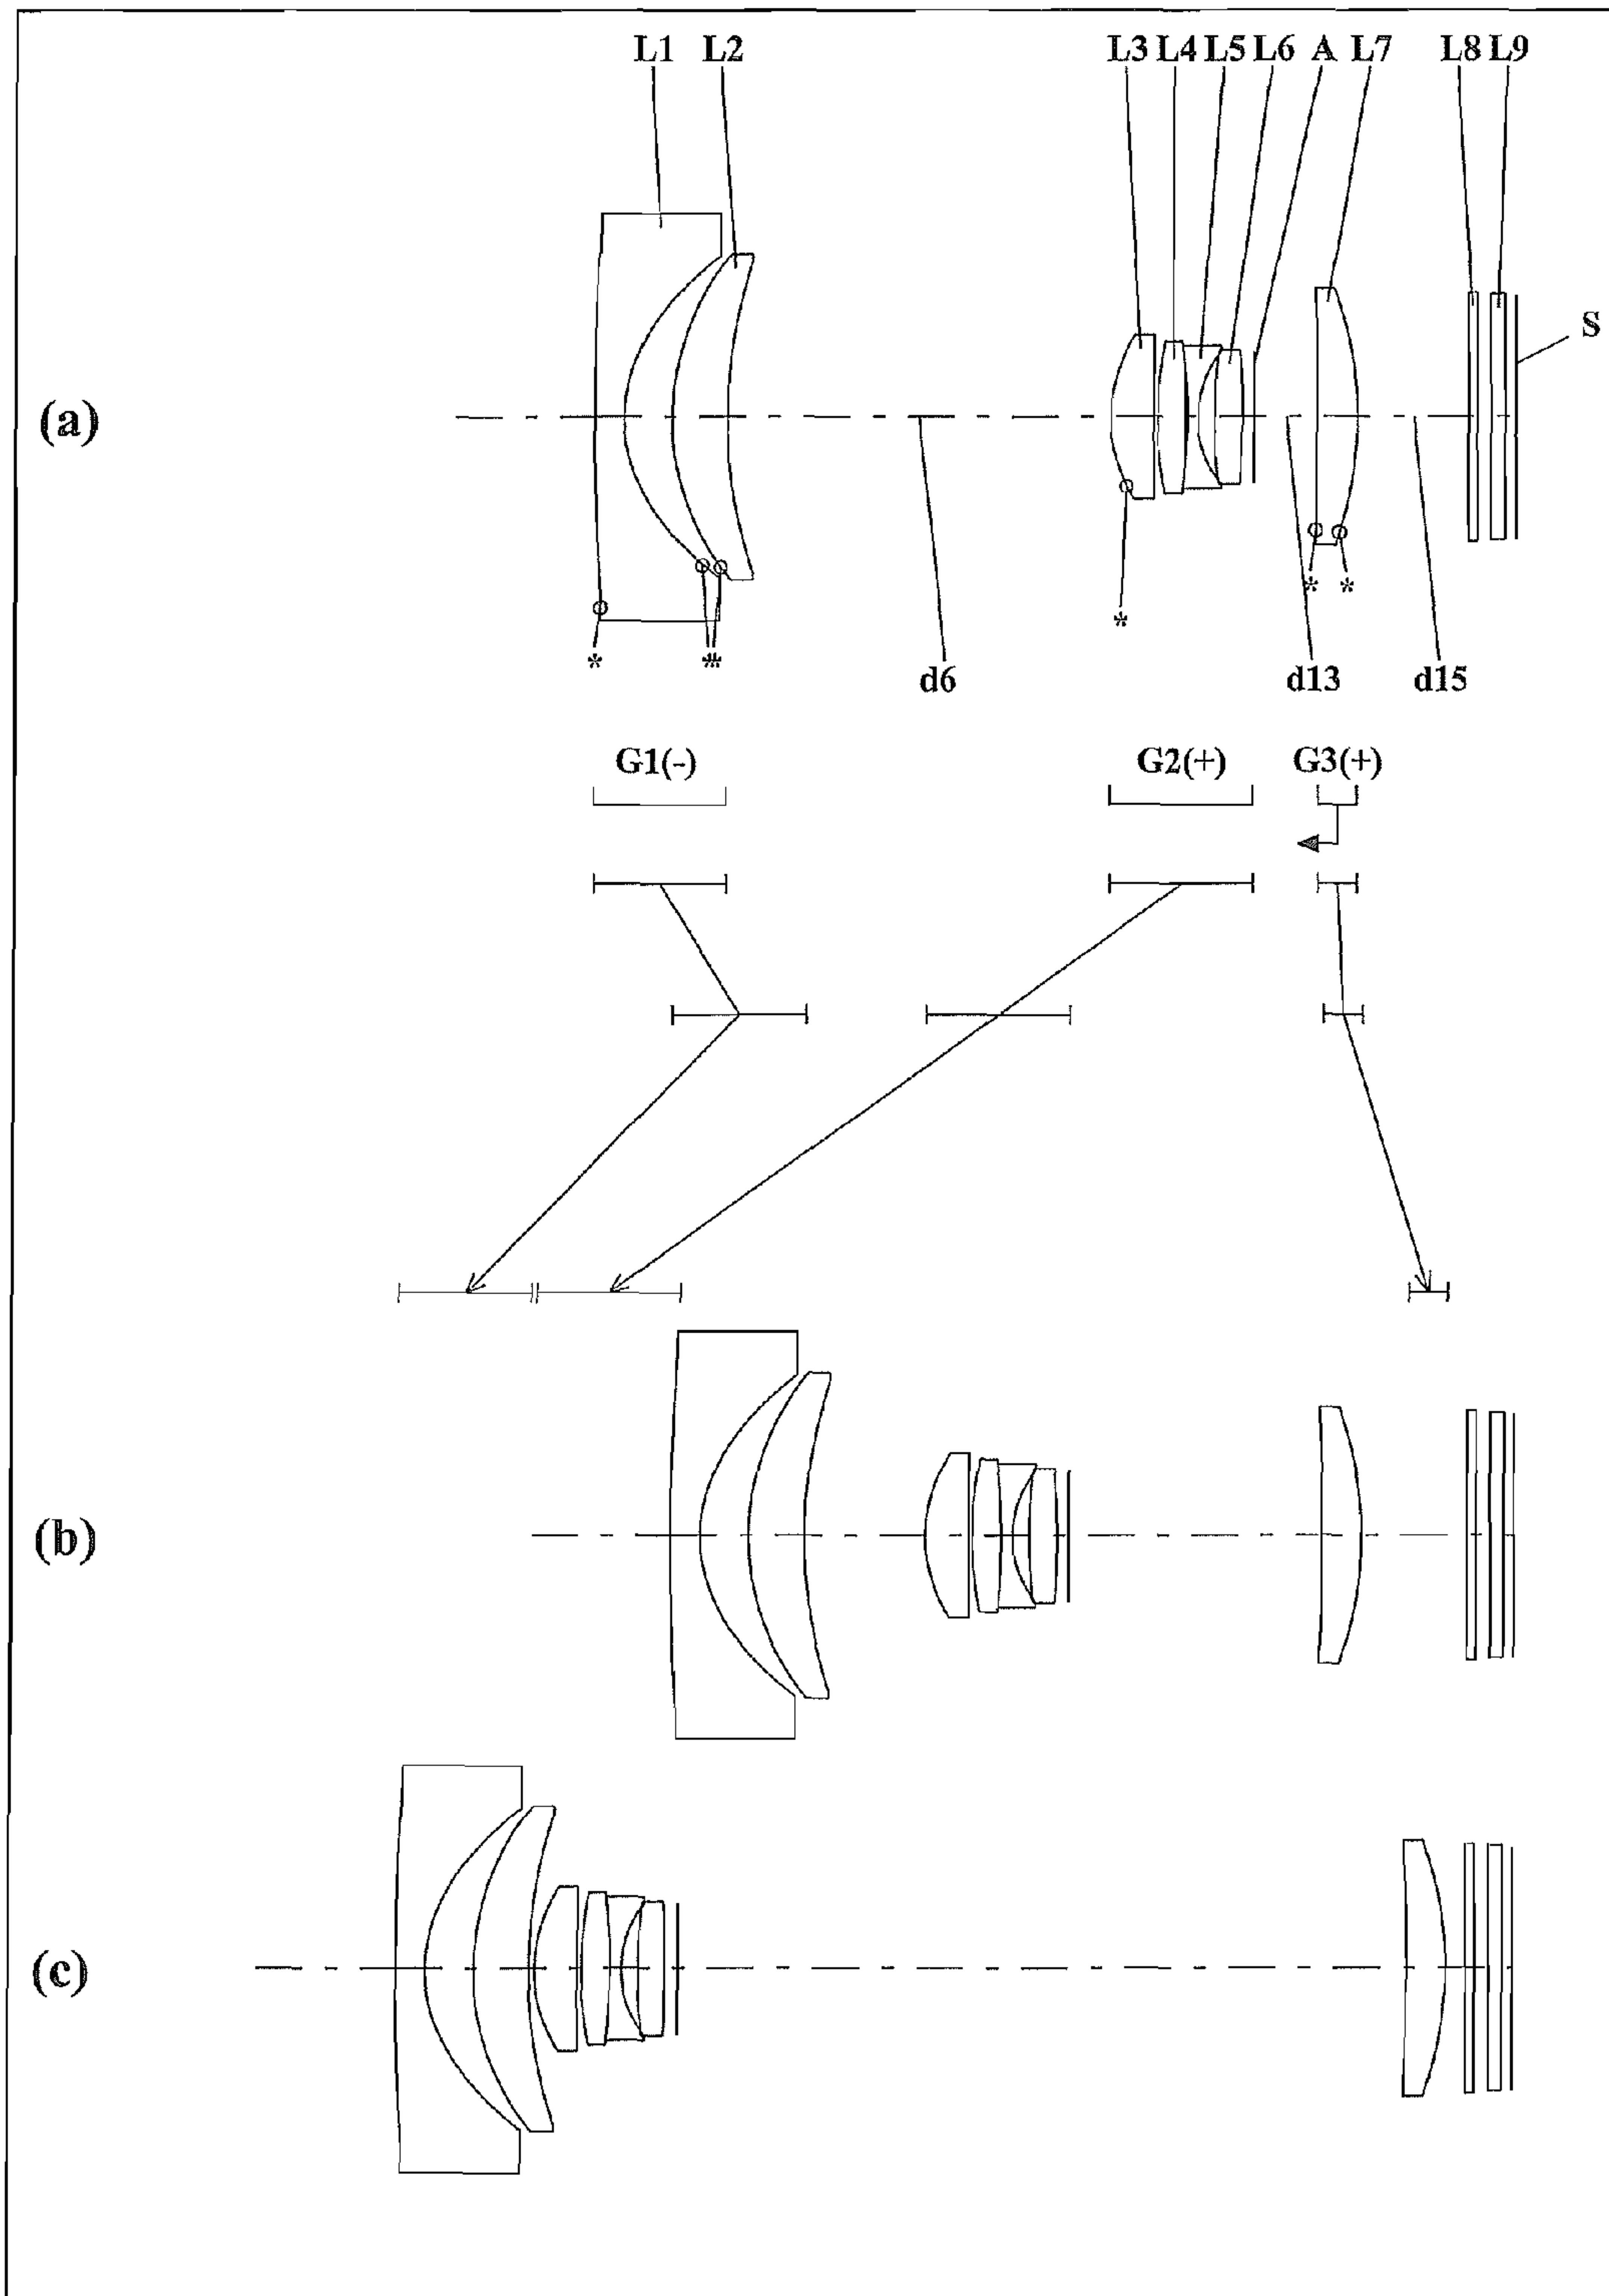 L1 L2 L3 L4 L5 L6 A L7 L8 L9
S
(a)
* *
*
* **
d6 d13 d15
G1(-) G2(+) G3(+)
(b)
(c)